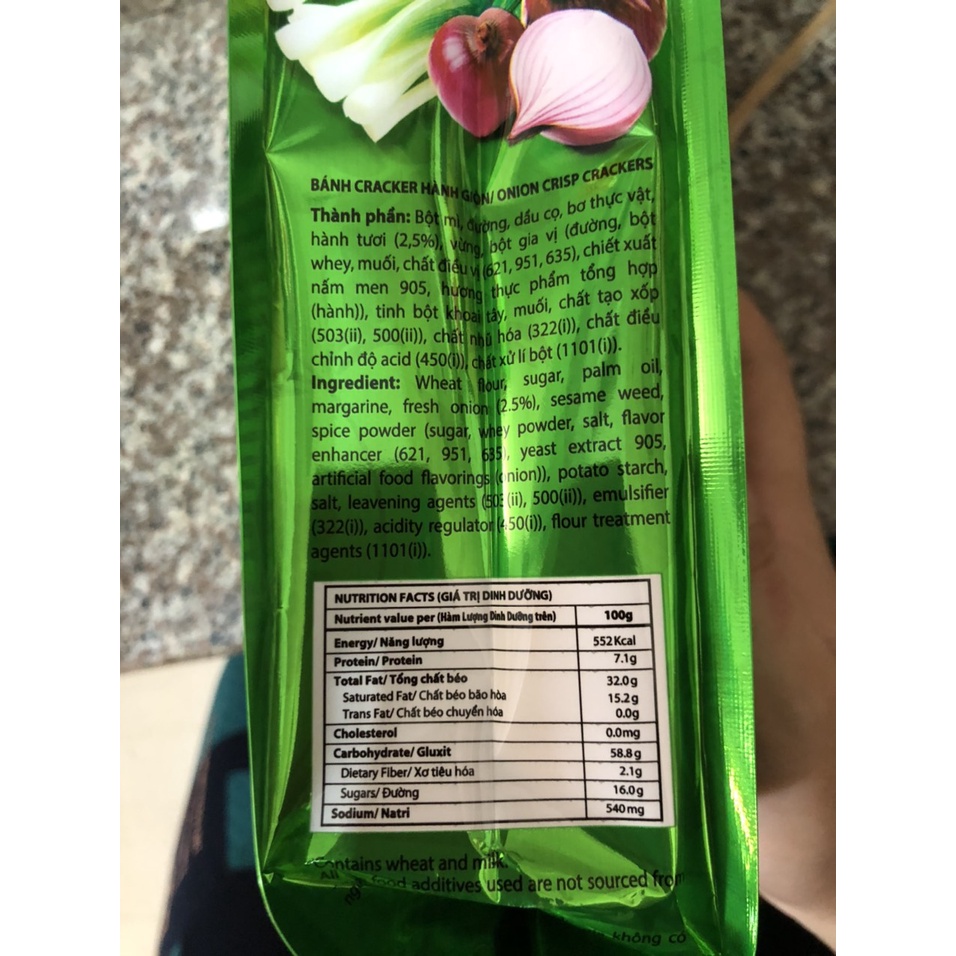 BÁNH CRACKER HÀNH GIÒN/ ONION CRISP CRACKERS
Thành phần: Bột mì, đường, dầu cọ, bơ thực vật,
hành tươi (2,5%), vừng, bột gia vị (đường, bột
whey, muối, chất điều vị (621, 951, 635), chiết xuất
nấm men 905, hương thực phẩm tổng hợp
(hành)), tinh bột khoai tây, muối, chất tạo xốp
(503(ii), 500(ii)), chất nhũ hóa (322(i)), chất điều
chỉnh độ acid (450(i)), chất xử lí bột (1101(i)).
Ingredient: Wheat flour, sugar, palm oil,
margarine, fresh onion (2.5%), sesame weed,
spice powder (sugar, whey powder, salt, flavor
enhancer (621, 951, 635), yeast extract 905,
artificial food flavorings (onion)), potato starch,
salt, leavening agents (503(ii), 500(ii)), emulsifier
(322(i)), acidity regulator (450(i)), flour treatment
agents (1101(i)).
NUTRITION FACTS (GIÁ TRỊ DINH DƯỠNG)
Nutrient value per (Hàm Lượng Dinh Dưỡng trên) 100g
Energy/ Năng lượng 552 Kcal
Protein/ Protein 7.1g
Total Fat/ Tổng chất béo 32.0g
Saturated Fat/ Chất béo bão hòa 15.2g
Trans Fat/ Chất béo chuyển hóa 0.0g
Cholesterol 0.0mg
Carbohydrate/ Gluxit 58.8g
Dietary Fiber/ Xơ tiêu hóa 2.1g
Sugars/ Đường 16.0g
Sodium/ Natri 540mg
Contains wheat and milk.
All food additives used are not sourced from
không có